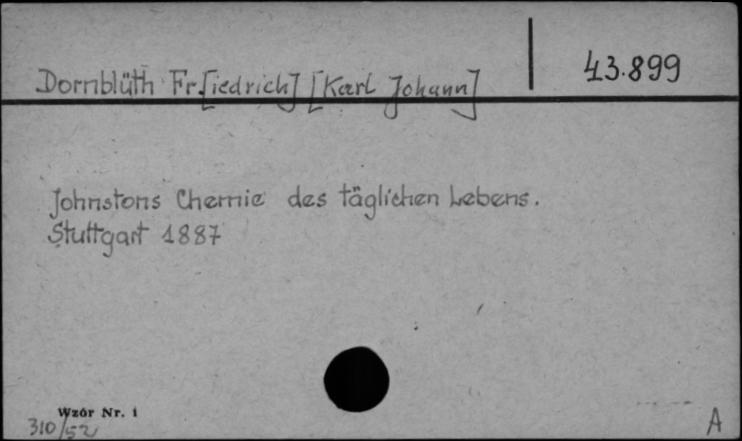 Dornblüth Fr.[iedrich] [Karl Johann]
43.899
Johnstons Chemie des täglichen Lebens.
Stuttgart 1887
Wzór Nr. 1
310/52
A